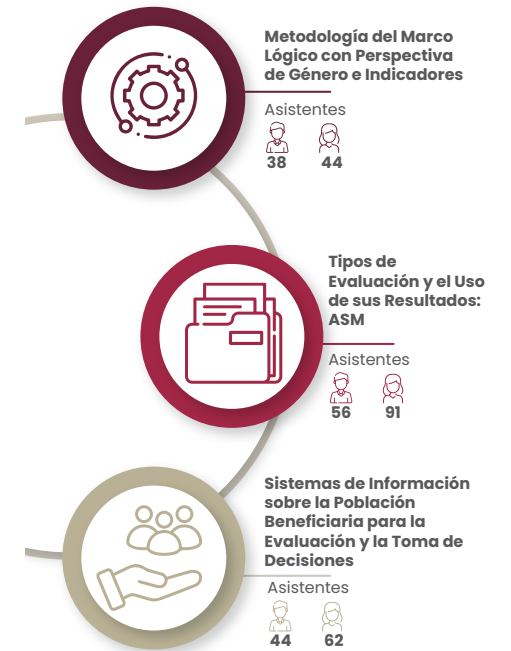 Metodología del Marco
Lógico con Perspectiva
de Género e Indicadores
Asistentes
38 44
Tipos de
Evaluación y el Uso
de sus Resultados:
ASM
Asistentes
56 91
Sistemas de Información
sobre la Población
Beneficiaria para la
Evaluación y la Toma de
Decisiones
Asistentes
44 62